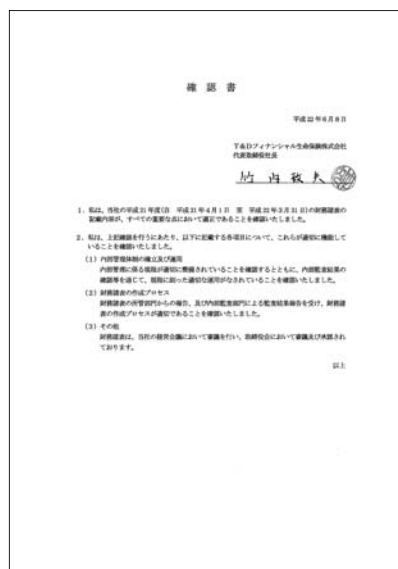 確認書
平成22年6月8日
T&Dフィナンシャル生命保険株式会社
代表取締役社長
竹内致夫
1．私は、当社の平成21年度(自 平成21年4月1日 至 平成22年3月31日)の財務諸表の
記載内容が、すべての重要な点において適正であることを確認いたしました。
2．私は、上記確認を行うにあたり、以下に記載する各項目について、これらが適切に機能して
いることを確認いたしました。
(1) 内部管理体制の確立及び運用
内部管理に係る規程が適切に整備されていることを確認するとともに、内部監査結果の
確認等を通じて、規程に則った適切な運用がなされていることを確認いたしました。
(2) 財務諸表の作成プロセス
財務諸表の所管部門からの報告、及び内部監査部門による監査結果報告を受け、財務諸
表の作成プロセスが適切であることを確認いたしました。
(3) その他
財務諸表は、当社の経営会議において審議を行い、取締役会において審議及び承認され
ております。
以上